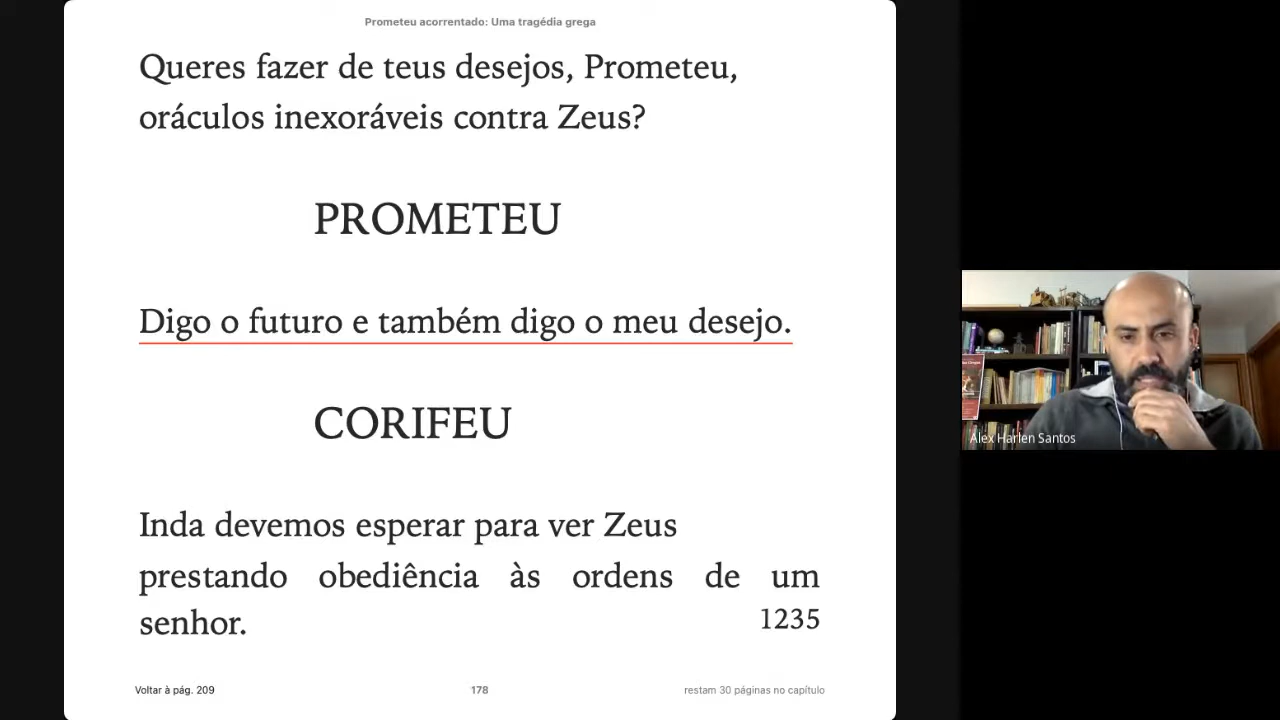 Prometeu acorrentado: Uma tragédia grega
Queres fazer de teus desejos, Prometeu,
oráculos inexoráveis contra Zeus?
PROMETEU
Digo o futuro e também digo o meu desejo.
CORIFEU
Inda devemos esperar para ver Zeus
prestando obediência às ordens de um
senhor. 1235
Voltar à pág. 209
178
restam 30 páginas no capítulo
Alex Harlen Santos